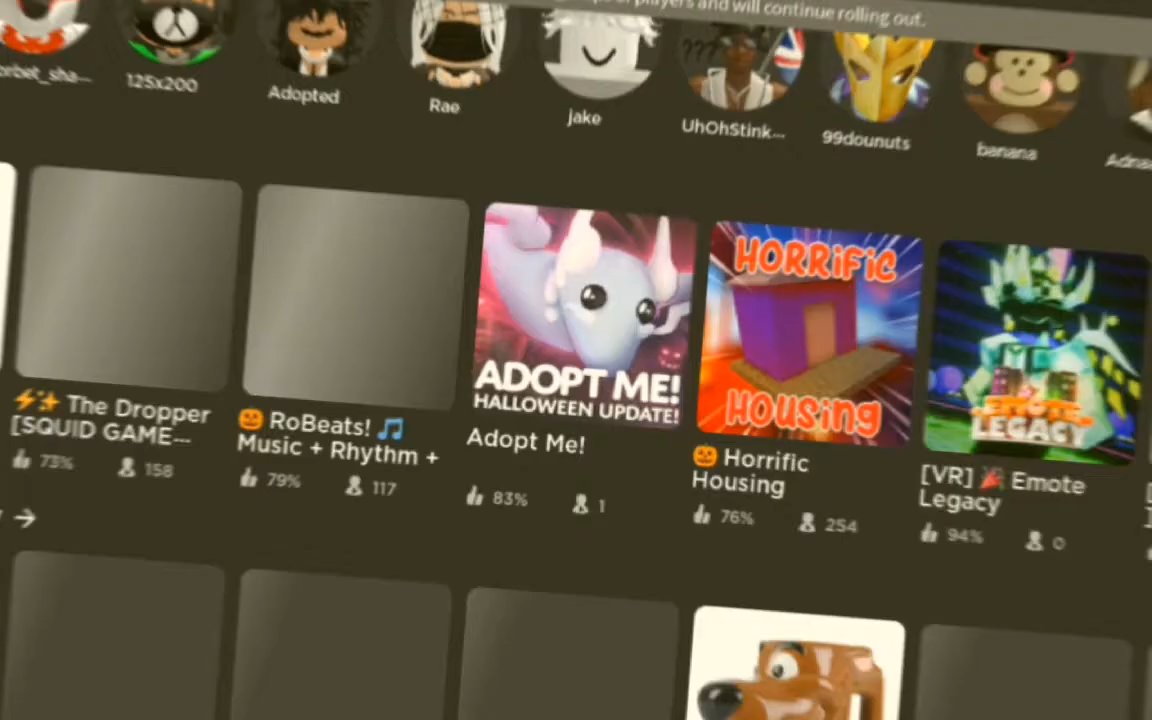 players and will continue rolling out.
125x200
Adopted
Rae
jake
UhOhStink...
99dounuts
banana
???
HORRiFiC
HOUSiNG
ADOPT ME!
HALLOWEEN UPDATE!
EMOTE
LEGACY
⚡✨ The Dropper
[SQUID GAME...
73% 158
🎃 RoBeats! 🎵
Music + Rhythm +
79% 117
Adopt Me!
83% 1
🎃 Horrific
Housing
76% 254
[VR] 🎉 Emote
Legacy
94% 0